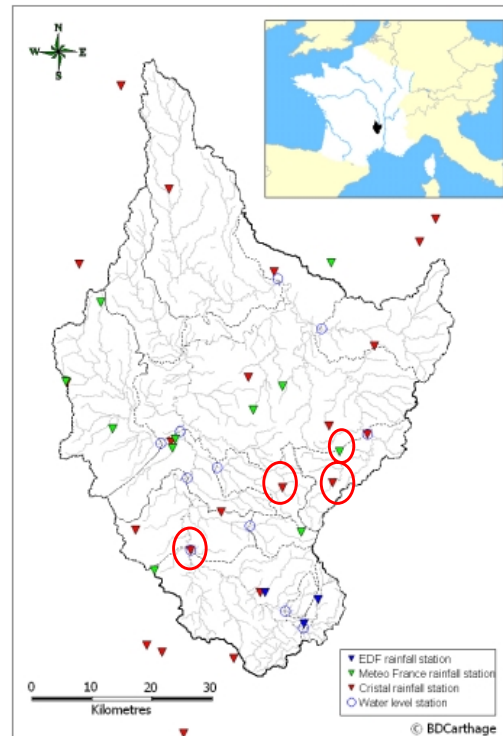 N
W E
S
EDF rainfall station
Meteo France rainfall station
Cristal rainfall station
Water level station
0 10 20 30
Kilometres
© BDCarthage